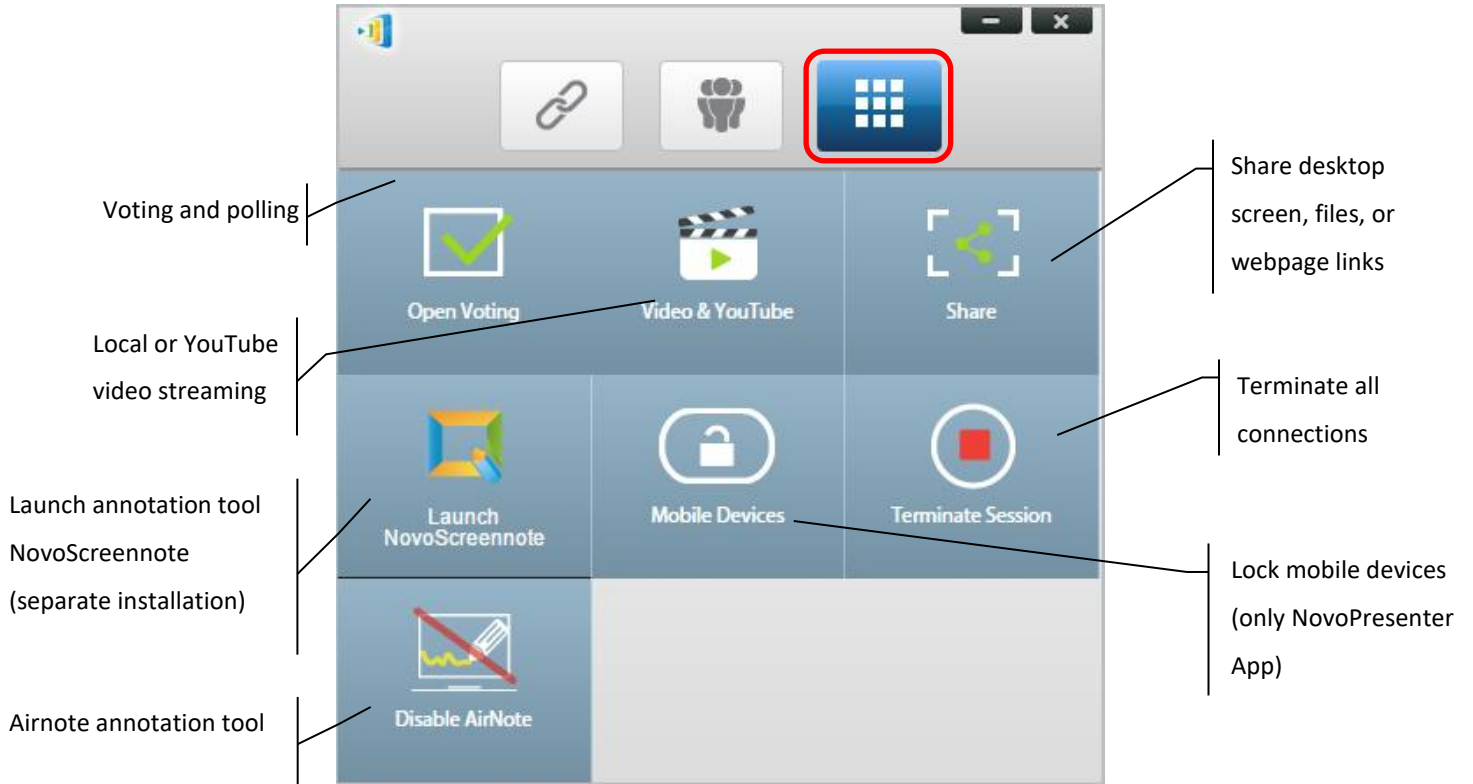 Voting and polling
Open Voting
Video & YouTube
Share
Share desktop
screen, files, or
webpage links
Local or YouTube
video streaming
Launch
NovoScreennote
Mobile Devices
Terminate Session
Terminate all
connections
Launch annotation tool
NovoScreennote
(separate installation)
Lock mobile devices
(only NovoPresenter
App)
Disable AirNote
Airnote annotation tool